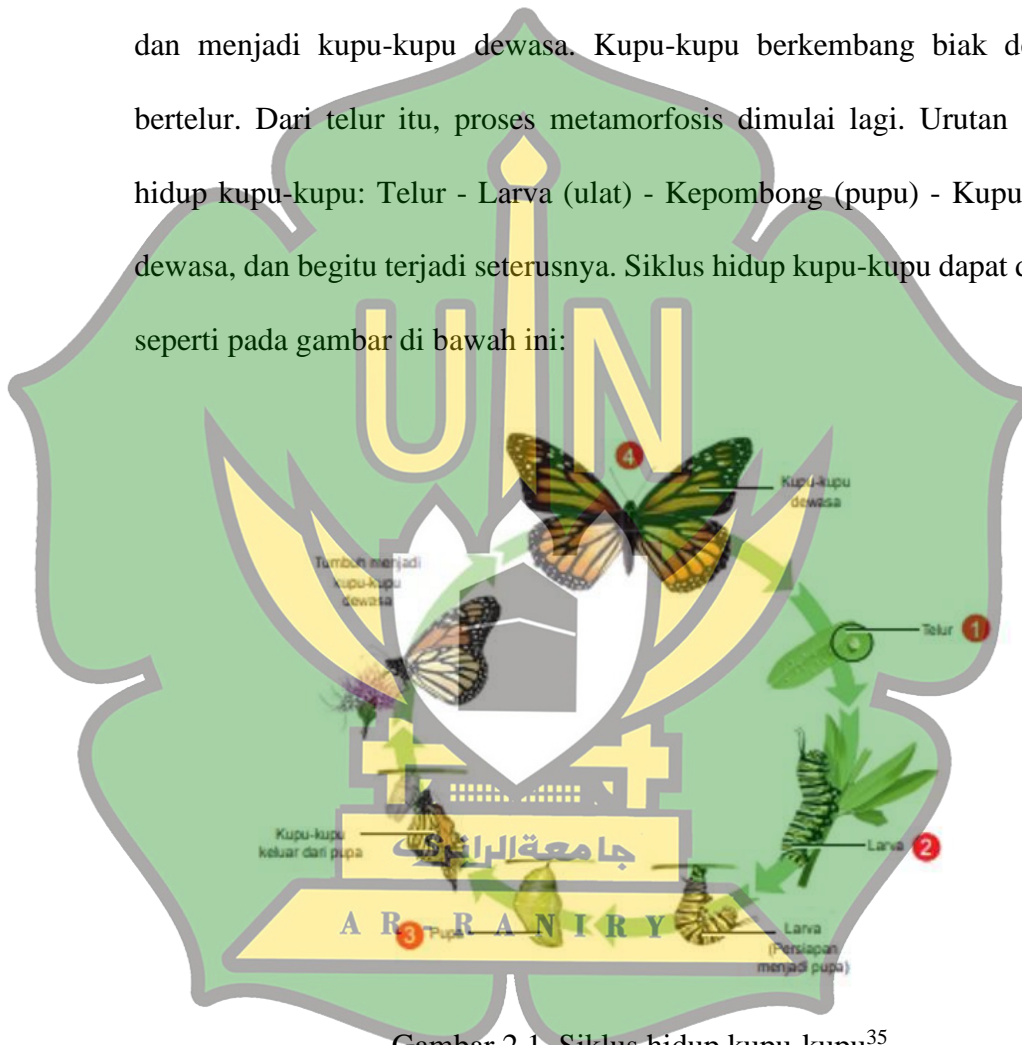 dan menjadi kupu-kupu dewasa. Kupu-kupu berkembang biak de
bertelur. Dari telur itu, proses metamorfosis dimulai lagi. Urutan
hidup kupu-kupu: Telur - Larva (ulat) - Kepombong (pupu) - Kupu
dewasa, dan begitu terjadi seterusnya. Siklus hidup kupu-kupu dapat d
seperti pada gambar di bawah ini:
UIN
4
Kupu-kupu
dewasa
Tumbuh menjadi
kupu-kupu
dewasa
Telur 1
Larva 2
Kupu-kupu
keluar dari pupa
جامعة الرانيري
AR-RANIRY
3 Pupa
Larva
(Persiapan
menjadi pupa)
Gambar 2.1 Siklus hidup kupu-kupu35